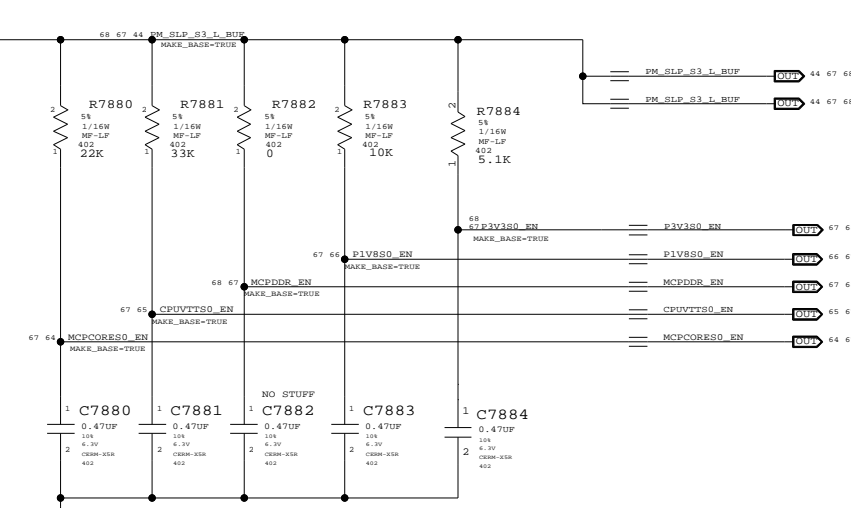 68 67 44 PM_SLP_S3_L_BUF
MAKE_BASE=TRUE
PM_SLP_S3_L_BUF OUT 44 67 68
PM_SLP_S3_L_BUF OUT 44 67 68
2 R7880
5%
1/16W
MF-LF
402
1 22K
2 R7881
5%
1/16W
MF-LF
402
1 33K
2 R7882
5%
1/16W
MF-LF
402
1 0
2 R7883
5%
1/16W
MF-LF
402
1 10K
2 R7884
5%
1/16W
MF-LF
402
1 5.1K
68
67 P3V3S0_EN
MAKE_BASE=TRUE
P3V3S0_EN OUT 67 6
67 66 P1V8S0_EN
MAKE_BASE=TRUE
P1V8S0_EN OUT 66 6
68 67 MCPDDR_EN
MAKE_BASE=TRUE
MCPDDR_EN OUT 67 6
67 65 CPUVTTS0_EN
MAKE_BASE=TRUE
CPUVTTS0_EN OUT 65 6
67 64 MCPCORES0_EN
MAKE_BASE=TRUE
MCPCORES0_EN OUT 64 6
1 C7880
0.47UF
10%
2 6.3V
CERM-X5R
402
1 C7881
0.47UF
10%
2 6.3V
CERM-X5R
402
NO STUFF
1 C7882
0.47UF
10%
2 6.3V
CERM-X5R
402
1 C7883
0.47UF
10%
2 6.3V
CERM-X5R
402
1 C7884
0.47UF
10%
2 6.3V
CERM-X5R
402